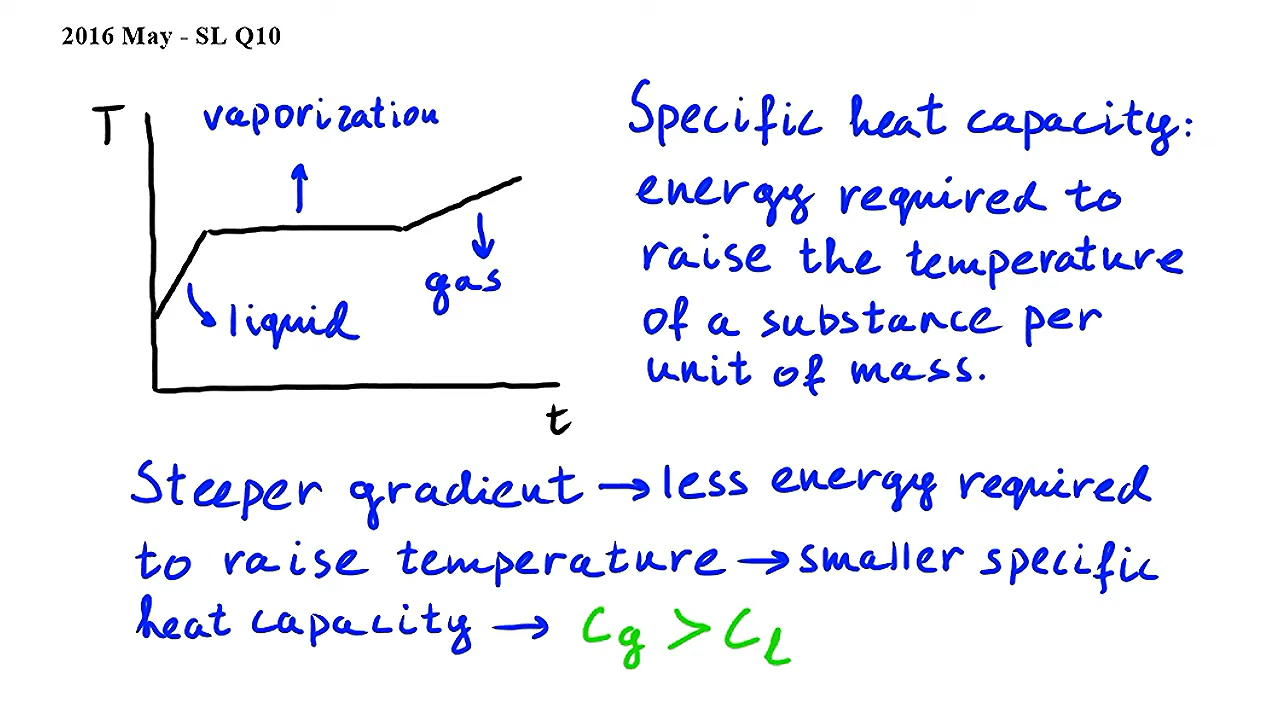 2016 May - SL Q10
T
vaporization
gas
liquid
t
Specific heat capacity:
energy required to
raise the temperature
of a substance per
unit of mass.
Steeper gradient → less energy required
to raise temperature → smaller specific
heat capacity → Cg > Cl